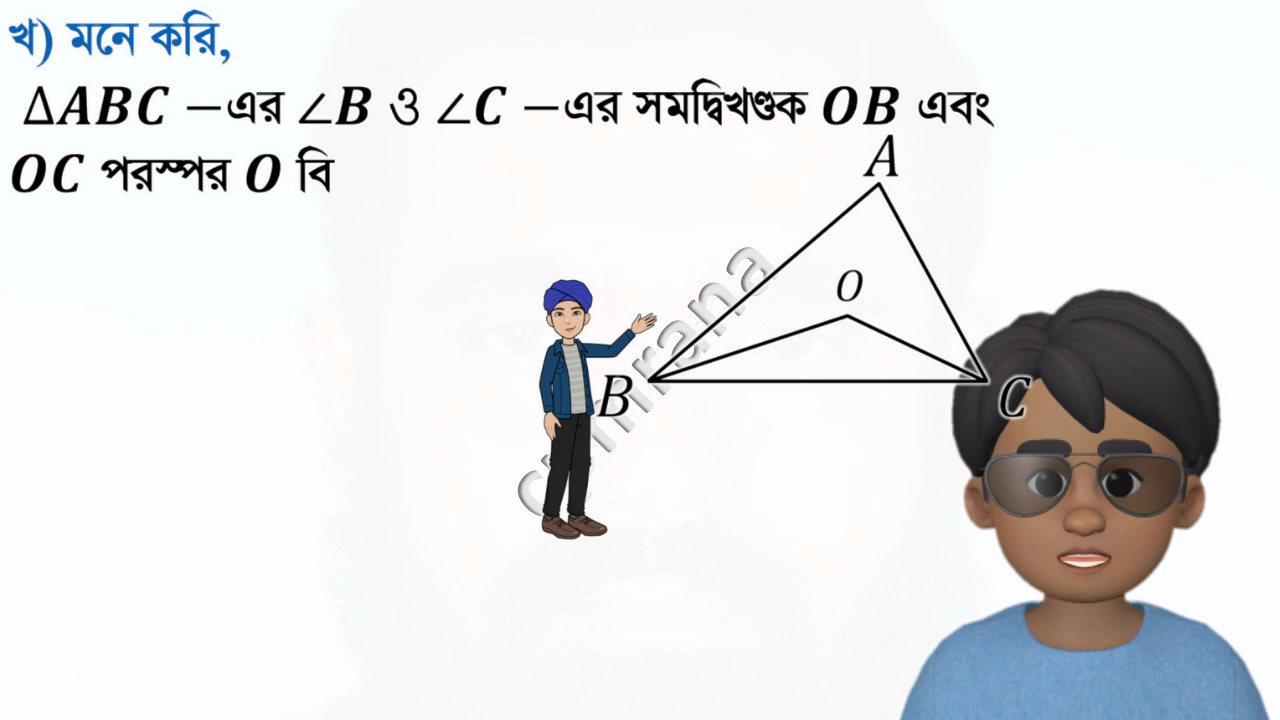 খ) মনে করি,
∆ABC –এর ∠B ও ∠C –এর সমদ্বিখণ্ডক OB এবং
OC পরস্পর O বি
A
O
B
C